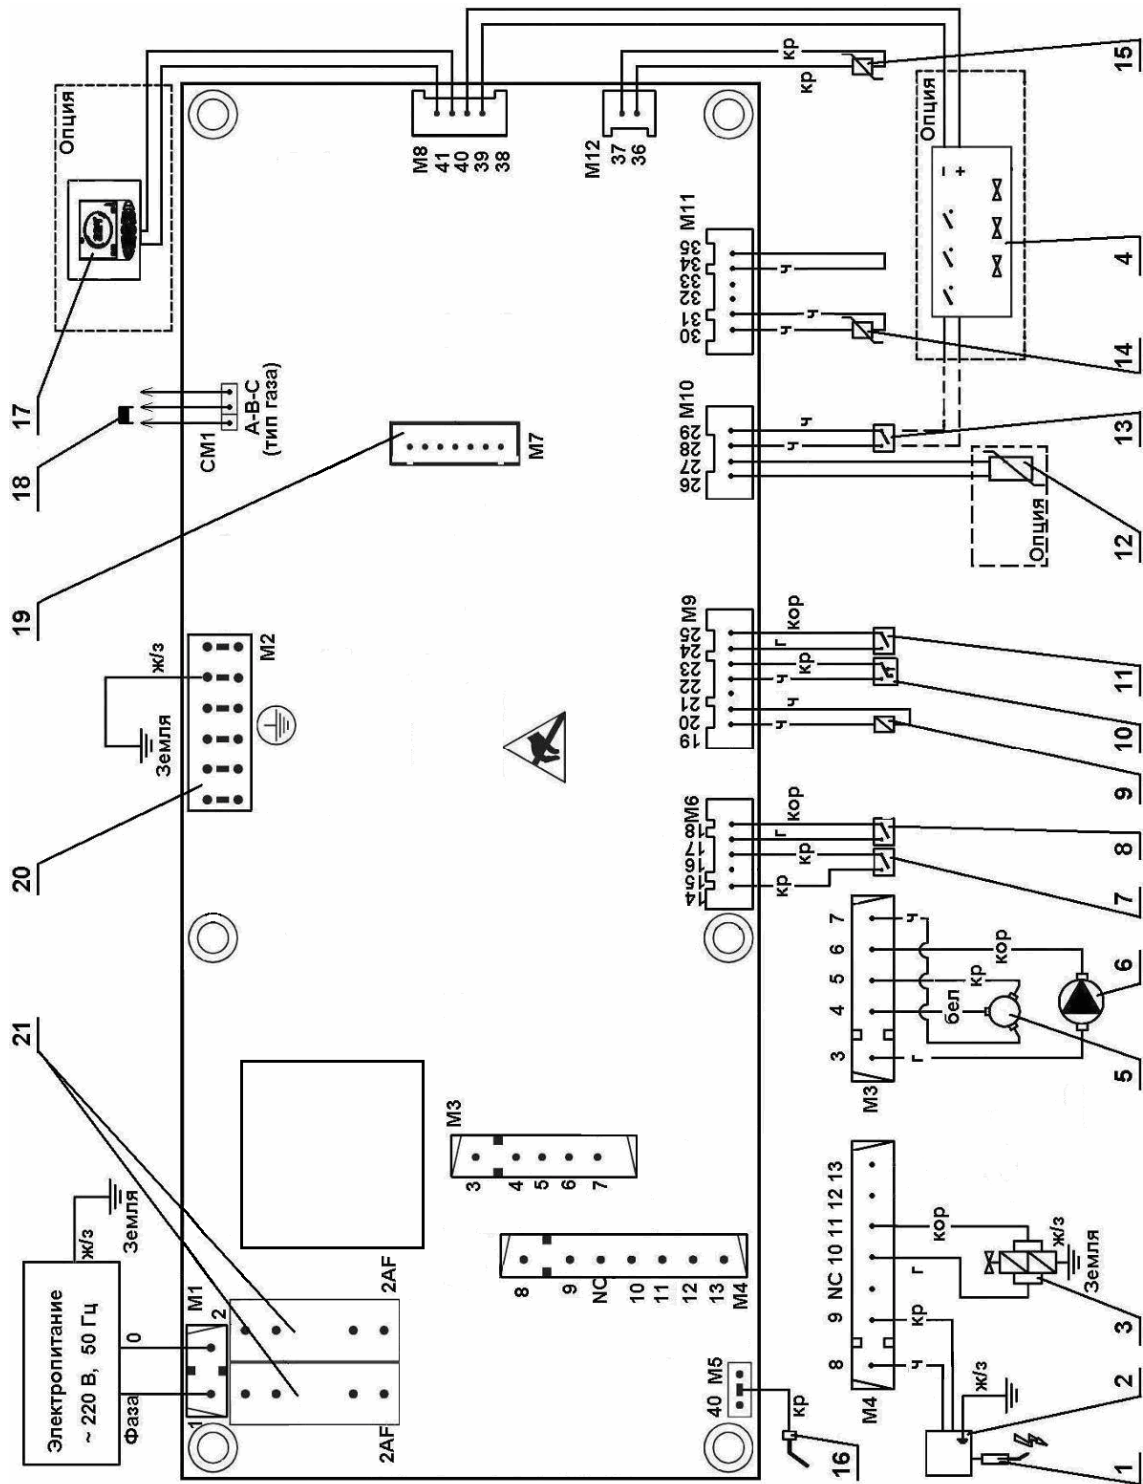 21
20
19
18
17
Электропитание
~ 220 В, 50 Гц
Фаза
0
ж/з
Земля
Земля
ж/з
СМ1
А-В-С
(тип газа)
Опция
1
2
M1
2AF
2AF
M2
M3
3
4
5
6
7
8
9
NC
10
11
12
13
M4
M7
M8
41
40
39
38
M12
37
36
40
M5
кр
16
14
15
16
17
18
M6
19
20
21
22
23
24
25
M9
26
27
28
29
M10
30
31
32
33
34
35
M11
кр
кр
г
кор
ч
ч
ч
кр
г
кор
ч
ч
ч
ч
ч
кр
кр
M4
8
9
NC
10
11
12
13
M3
3
4
5
6
7
ч
кр
г
кор
г
бел
кр
кор
ч
ж/з
ж/з
Земля
Опция
Опция
−
+
1
2
3
5
6
7
8
9
10
11
12
13
14
4
15